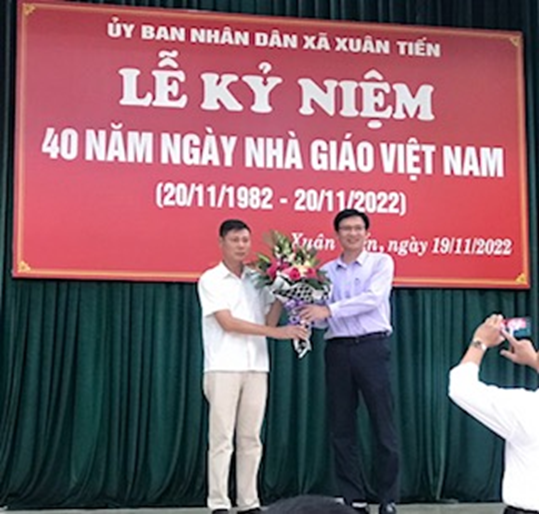 ỦY BAN NHÂN DÂN XÃ XUÂN TIẾN
LỄ KỶ NIỆM
40 NĂM NGÀY NHÀ GIÁO VIỆT NAM
(20/11/1982 - 20/11/2022)
Xuân ngày 19/11/2022